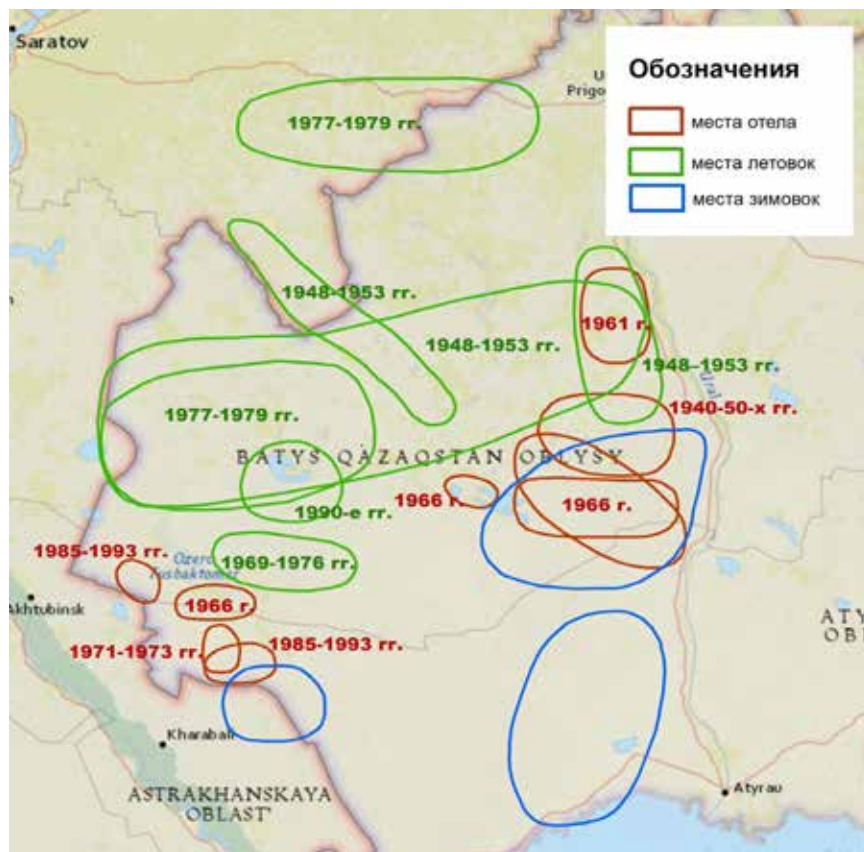 Saratov
Обозначения
места отела
места летовок
места зимовок
1977-1979 гг.
1948-1953 гг.
1961 г.
1948-1953 гг.
1948–1953 гг.
1940-50-х гг.
1977-1979 гг.
BATYS QAZAQSTAN OBLYSY
1966 г.
1966 г.
1990-е гг.
1985-1993 гг.
Ozero
1969-1976 гг.
Akhtubinsk
1966 г.
1971-1973 гг.
1985-1993 гг.
Kharabali
ASTRAKHANSKAYA
OBLAST'
Ural
Atyrau